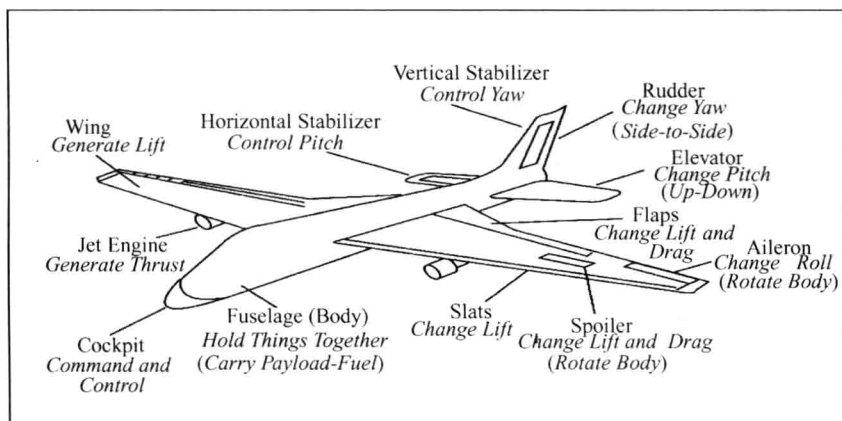 Vertical Stabilizer
Control Yaw
Rudder
Change Yaw
(Side-to-Side)
Horizontal Stabilizer
Control Pitch
Wing
Generate Lift
Elevator
Change Pitch
(Up-Down)
Flaps
Change Lift and
Drag
Aileron
Change Roll
(Rotate Body)
Jet Engine
Generate Thrust
Fuselage (Body)
Hold Things Together
(Carry Payload-Fuel)
Slats
Change Lift
Spoiler
Change Lift and Drag
(Rotate Body)
Cockpit
Command and
Control